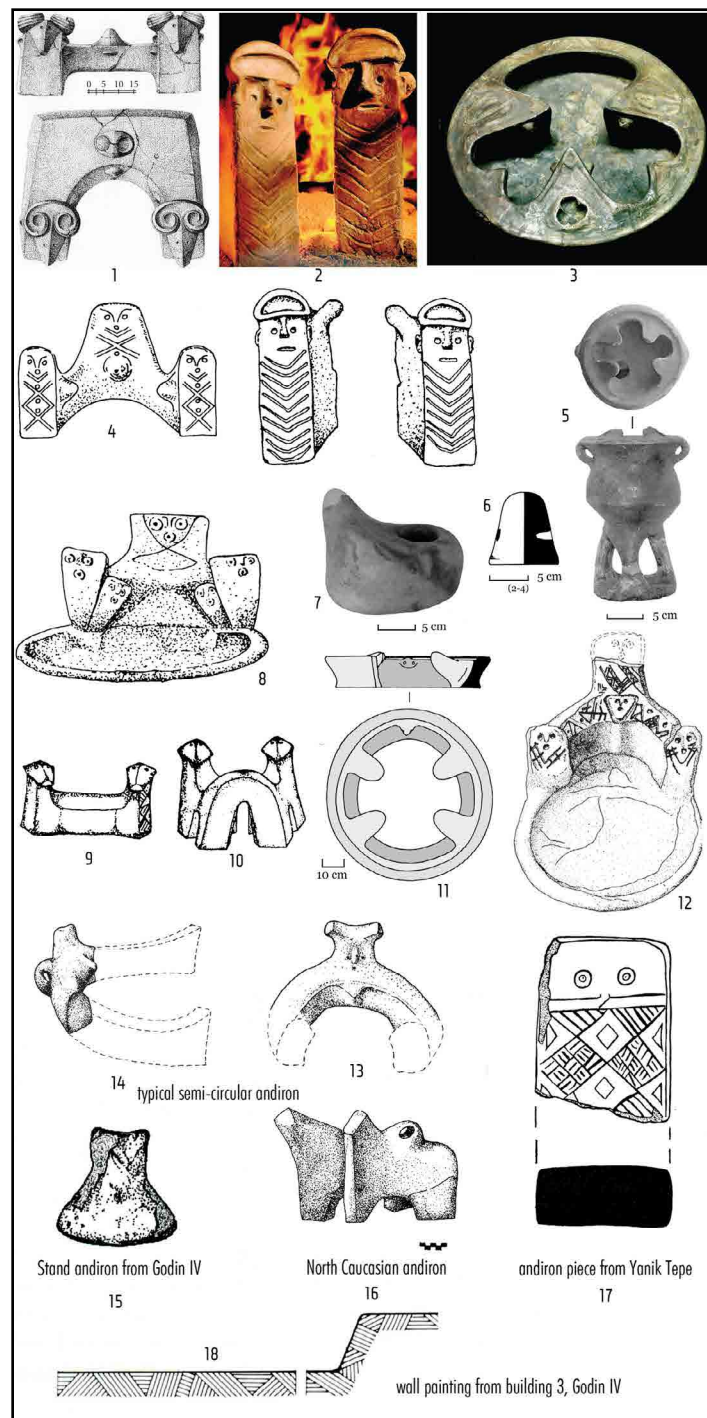 0 5 10 15
1
2
3
4
5
6
5 cm
(2-4)
7
5 cm
5 cm
8
9
10
10 cm
11
12
14
13
typical semi-circular andiron
Stand andiron from Godin IV
North Caucasian andiron
andiron piece from Yanik Tepe
15
16
17
18
wall painting from building 3, Godin IV